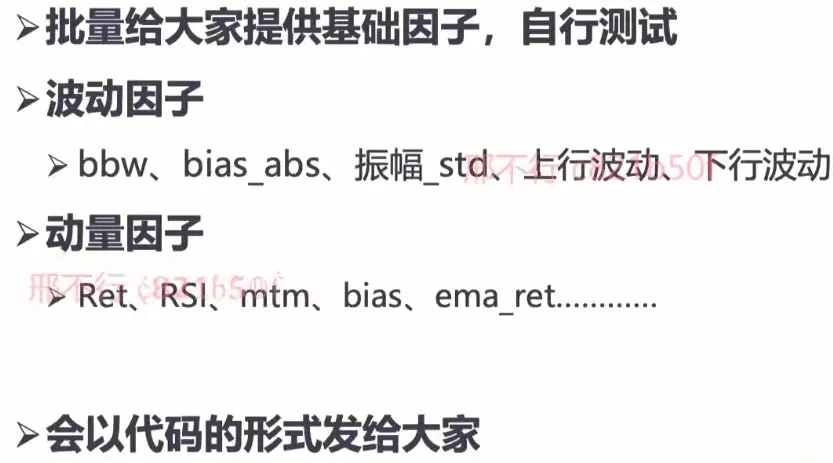 ➢批量给大家提供基础因子，自行测试
➢波动因子
➢bbw、bias_abs、振幅_std、上行波动、下行波动
➢动量因子
➢Ret、RSI、mtm、bias、ema_ret…………
➢会以代码的形式发给大家